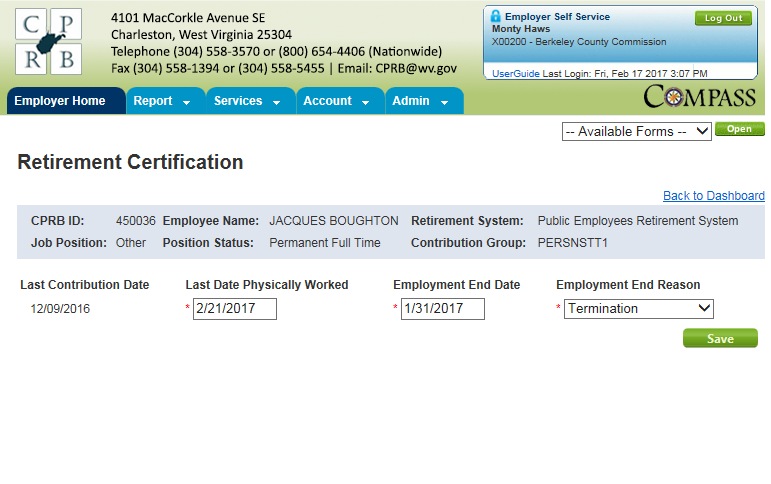 C P
R B
4101 MacCorkle Avenue SE
Charleston, West Virginia 25304
Telephone (304) 558-3570 or (800) 654-4406 (Nationwide)
Fax (304) 558-1394 or (304) 558-5455 | Email: CPRB@wv.gov
Employer Self Service Log Out
Monty Haws
X00200 - Berkeley County Commission
UserGuide Last Login: Fri, Feb 17 2017 3:07 PM
COMPASS
Employer Home Report Services Account Admin
-- Available Forms -- Open
Retirement Certification
Back to Dashboard
CPRB ID: 450036 Employee Name: JACQUES BOUGHTON Retirement System: Public Employees Retirement System
Job Position: Other Position Status: Permanent Full Time Contribution Group: PERSNSTT1
Last Contribution Date Last Date Physically Worked Employment End Date Employment End Reason
12/09/2016 * 2/21/2017 * 1/31/2017 * Termination
Save